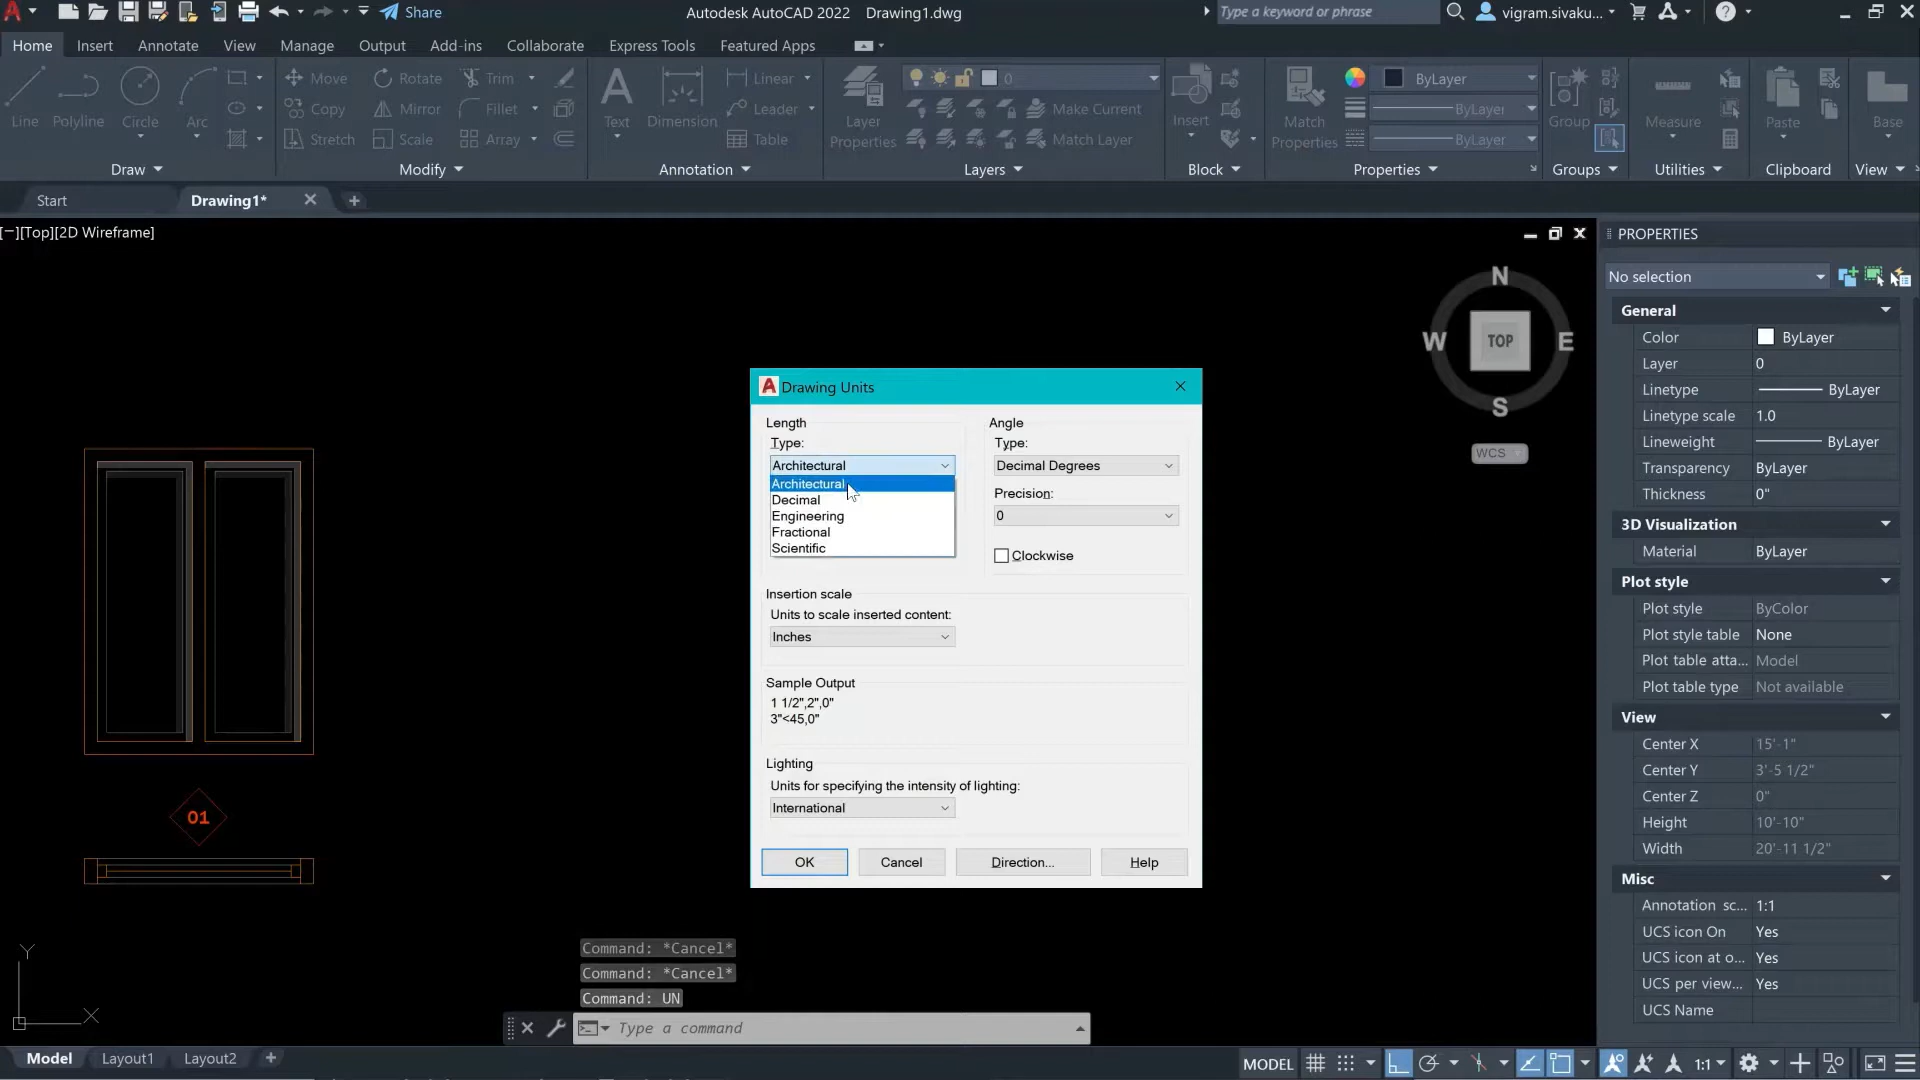 Share
Autodesk AutoCAD 2022 Drawing1.dwg
Type a keyword or phrase
vigram.sivaku...
Home Insert Annotate View Manage Output Add-ins Collaborate Express Tools Featured Apps
Line Polyline Circle Arc
Move Rotate Trim
Copy Mirror Fillet
Stretch Scale Array
Text Dimension
Linear
Leader
Table
Layer Properties
0
Make Current
Match Layer
Insert
Match Properties
ByLayer
ByLayer
ByLayer
Group
Measure
Paste
Base
Draw Modify Annotation Layers Block Properties Groups Utilities Clipboard View
Start Drawing1*
[−][Top][2D Wireframe]
N
W TOP E
S
WCS
01
Y
X
Drawing Units
Length
Type:
Architectural
Architectural
Decimal
Engineering
Fractional
Scientific
Angle
Type:
Decimal Degrees
Precision:
0
Clockwise
Insertion scale
Units to scale inserted content:
Inches
Sample Output
1 1/2",2",0"
3"<45,0"
Lighting
Units for specifying the intensity of lighting:
International
OK Cancel Direction... Help
Command: *Cancel*
Command: *Cancel*
Command: UN
Type a command
PROPERTIES
No selection
General
Color ByLayer
Layer 0
Linetype ByLayer
Linetype scale 1.0
Lineweight ByLayer
Transparency ByLayer
Thickness 0"
3D Visualization
Material ByLayer
Plot style
Plot style ByColor
Plot style table None
Plot table atta... Model
Plot table type Not available
View
Center X 15'-1"
Center Y 3'-5 1/2"
Center Z 0"
Height 10'-10"
Width 20'-11 1/2"
Misc
Annotation sc... 1:1
UCS icon On Yes
UCS icon at o... Yes
UCS per view... Yes
UCS Name
Model Layout1 Layout2
MODEL
1:1